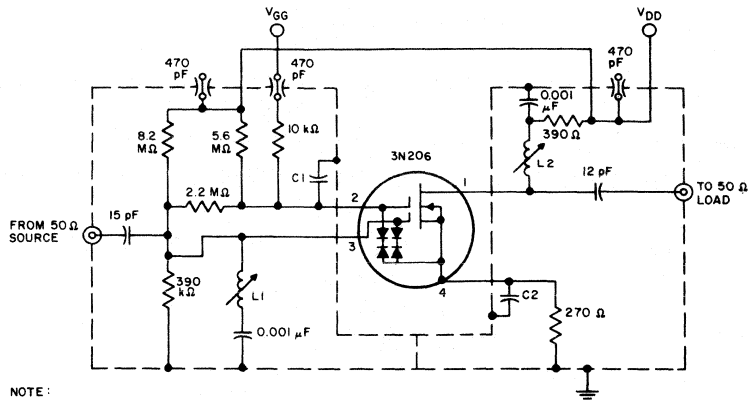 VGG
VDD
470
pF
470
pF
470
pF
0.001
µF
8.2
MΩ
5.6
MΩ
10 kΩ
390Ω
3N206
C1
L2
2.2 MΩ
1
12 pF
2
TO 50 Ω
LOAD
FROM 50Ω
SOURCE
15 pF
3
390
kΩ
L1
4
C2
270 Ω
0.001 µF
NOTE: